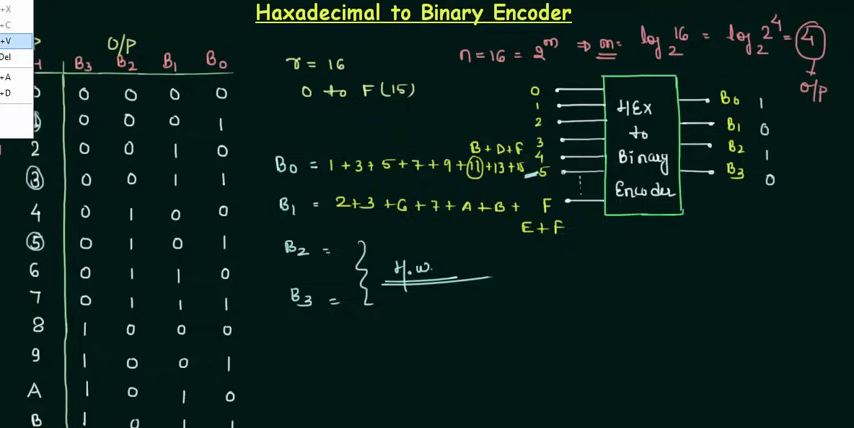 Haxadecimal to Binary Encoder
+X
+C
+V
Del
+A
+D
O/P
B3 B2 B1 B0
0 0 0 0
1 0 0 0 1
2 0 0 1 0
3 0 0 1 1
4 0 1 0 0
5 0 1 0 1
6 0 1 1 0
7 0 1 1 1
8 1 0 0 0
9 1 0 0 1
A 1 0 1 0
B 1 0 1 1
r = 16
0 to F (15)
n = 16 = 2^m ⇒ m = log₂ 16 = log₂ 2^4 = 4
O/P
B0 = 1 + 3 + 5 + 7 + 9 + 11 + 13 + 15
B + D + F
B1 = 2 + 3 + 6 + 7 + A + B +
E + F
B2 =
B3 =
H.W.
0
1
2
3
4
5
F
HEx
to
Binary
Encoder
B0 1
B1 0
B2 1
B3 0